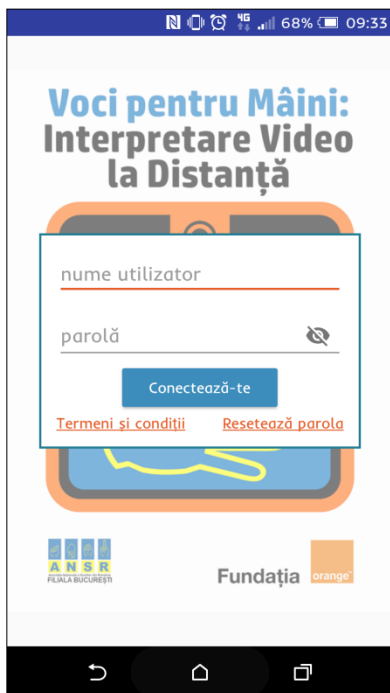 4G
68%
09:33
Voci pentru Mâini:
Interpretare Video
la Distanță
nume utilizator
parolă
Conectează-te
Termeni și condiții
Resetează parola
ANSR
FILIALA BUCUREȘTI
Fundația
orange